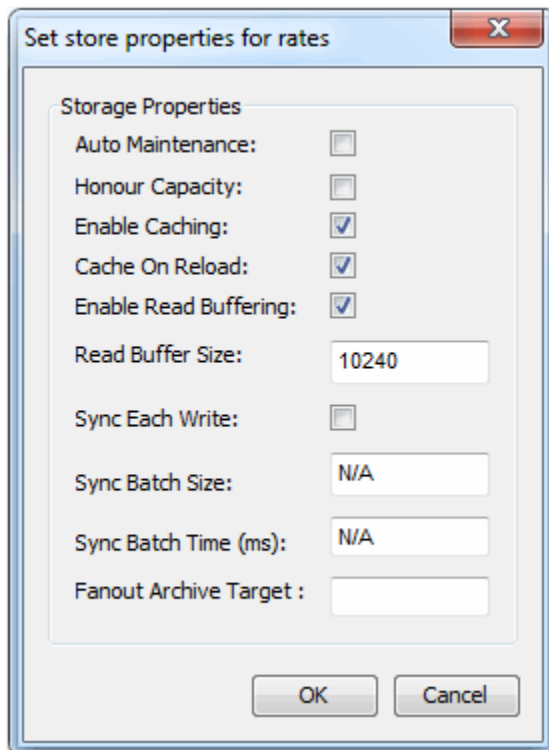 Set store properties for rates
Storage Properties
Auto Maintenance:
Honour Capacity:
Enable Caching:
Cache On Reload:
Enable Read Buffering:
Read Buffer Size: 10240
Sync Each Write:
Sync Batch Size: N/A
Sync Batch Time (ms): N/A
Fanout Archive Target :
OK Cancel